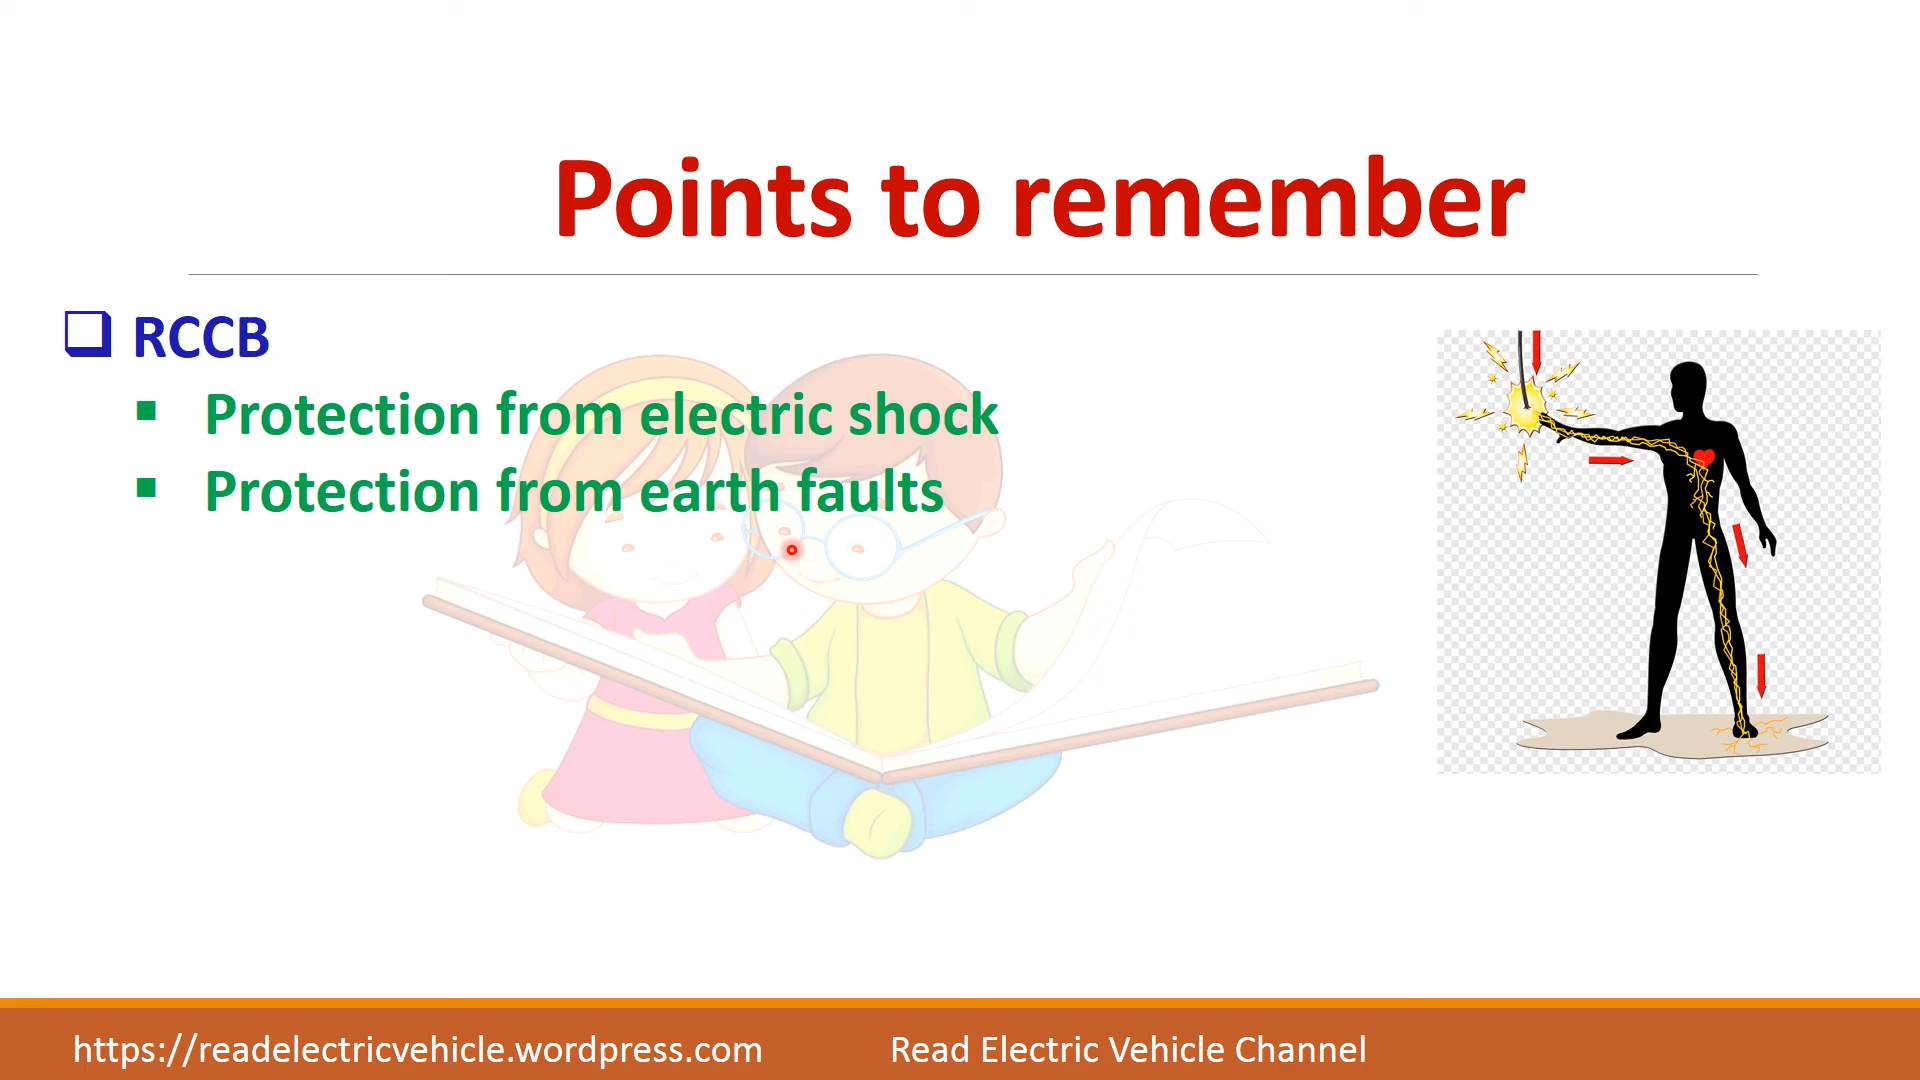 Points to remember
RCCB
Protection from electric shock
Protection from earth faults
https://readelectricvehicle.wordpress.com
Read Electric Vehicle Channel